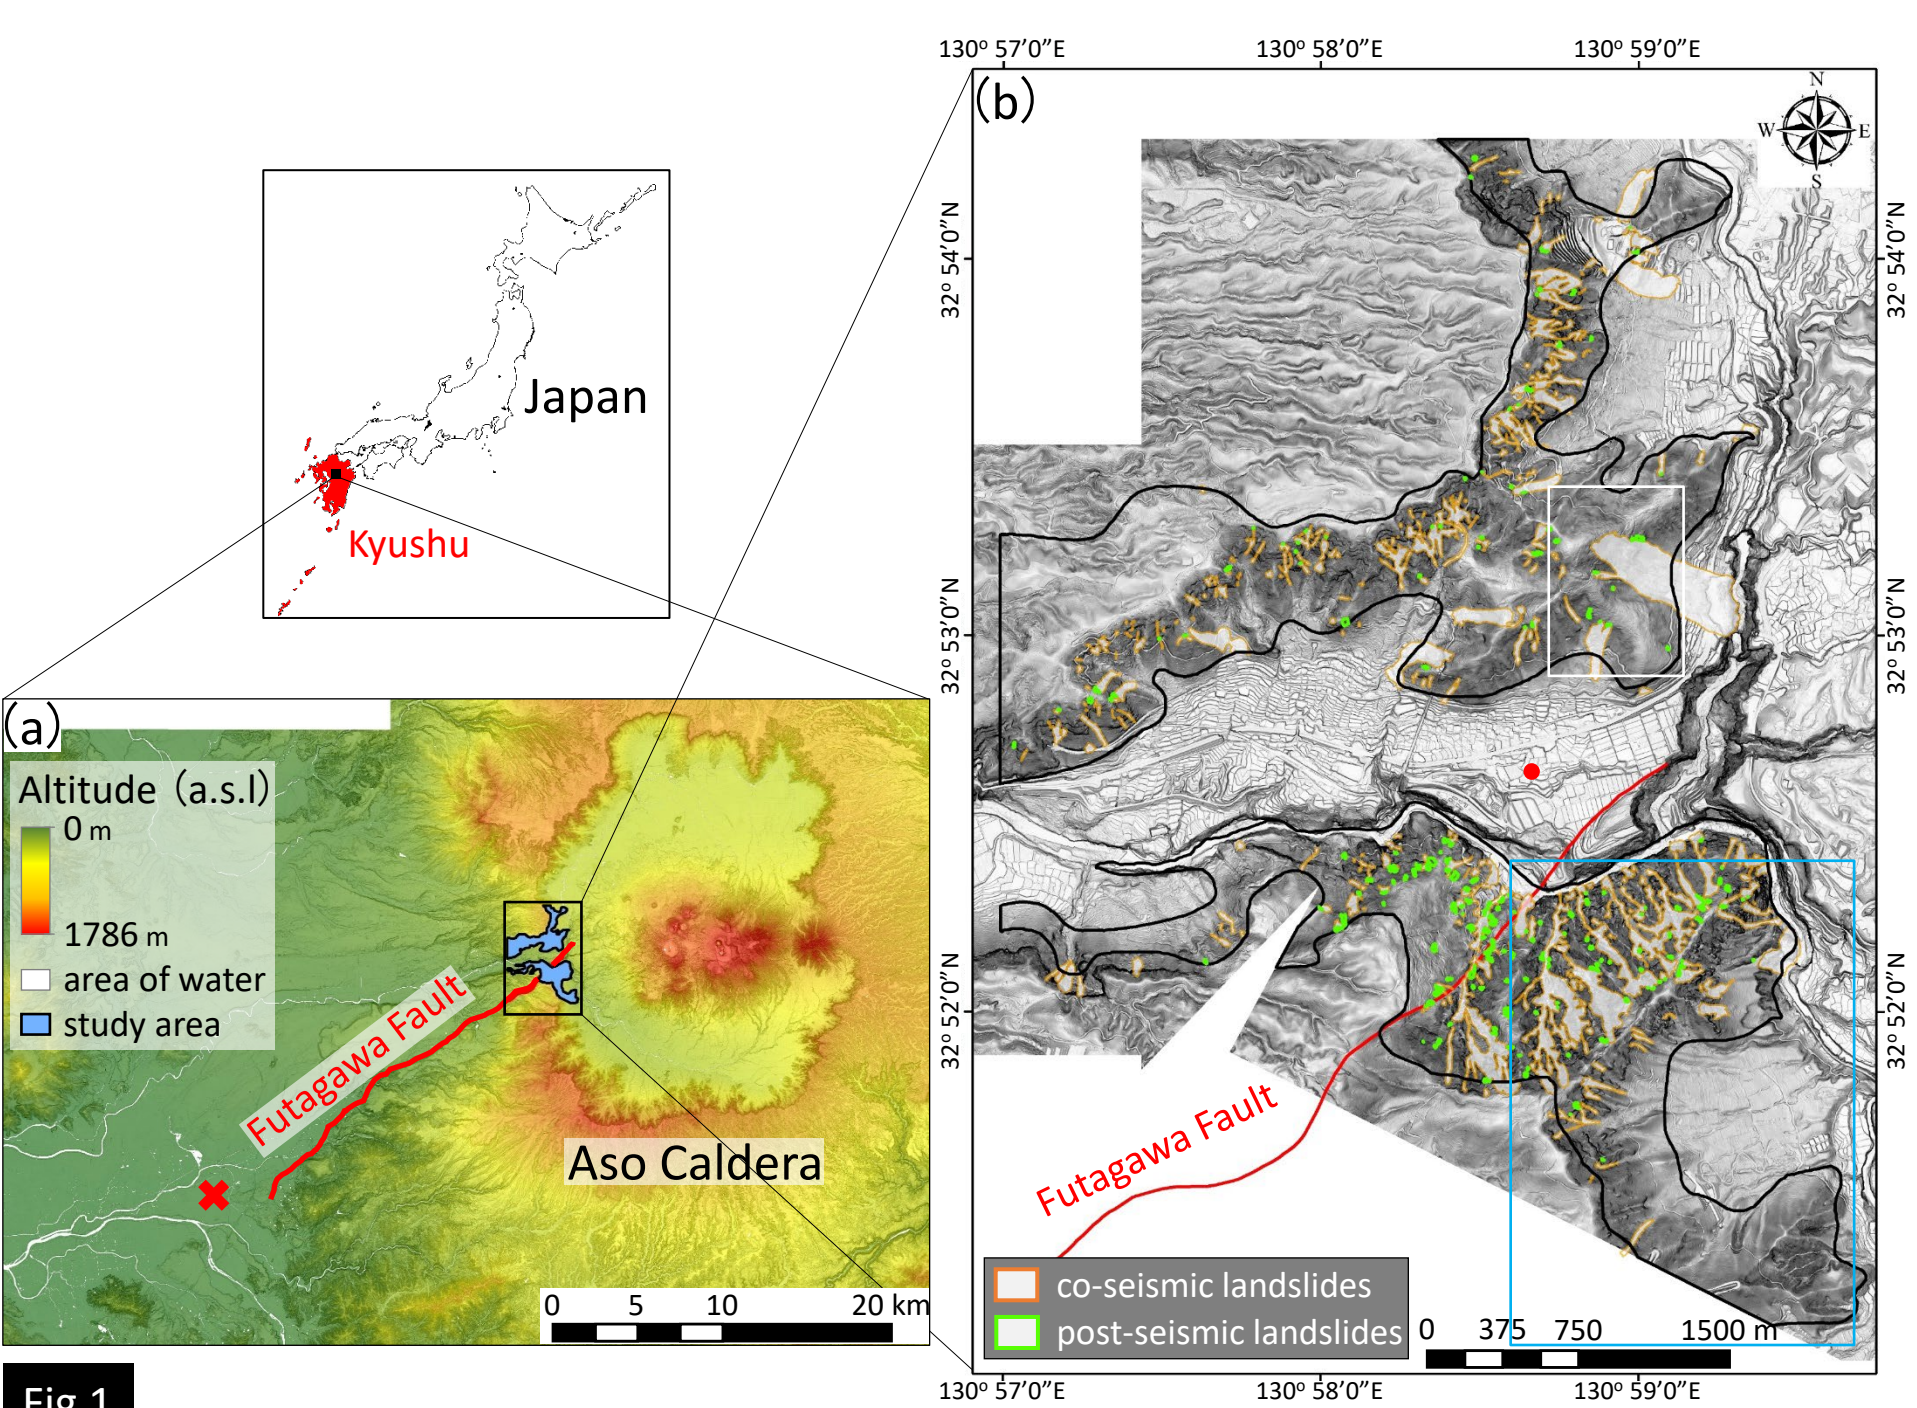 Japan
Kyushu
(a)
Altitude (a.s.l)
0 m
1786 m
area of water
study area
Futagawa Fault
Aso Caldera
0 5 10 20 km
Fig.1
130° 57'0"E 130° 58'0"E 130° 59'0"E
(b)
N
W E
S
32° 54'0"N
32° 54'0"N
32° 53'0"N
32° 53'0"N
32° 52'0"N
32° 52'0"N
Futagawa Fault
co-seismic landslides
post-seismic landslides
0 375 750 1500 m
130° 57'0"E 130° 58'0"E 130° 59'0"E